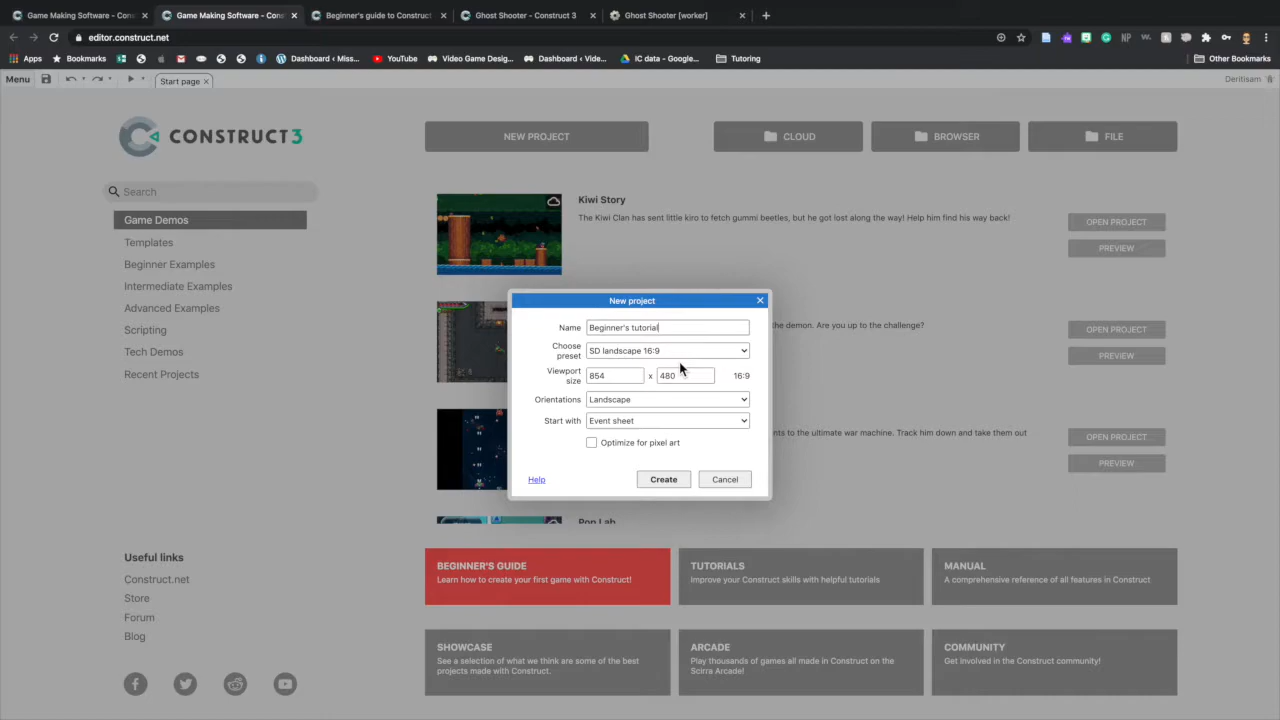 Game Making Software - Cons
Game Making Software - Cons
Beginner's guide to Construct
Ghost Shooter - Construct 3
Ghost Shooter [worker]
editor.construct.net
Apps
Bookmarks
Dashboard ‹ Miss...
YouTube
Video Game Desig...
Dashboard ‹ Vide...
IC data - Google...
Tutoring
Other Bookmarks
Menu
Start page
Deritisam
CONSTRUCT 3
NEW PROJECT
CLOUD
BROWSER
FILE
Search
Game Demos
Templates
Beginner Examples
Intermediate Examples
Advanced Examples
Scripting
Tech Demos
Recent Projects
Kiwi Story
The Kiwi Clan has sent little kiro to fetch gummi beetles, but he got lost along the way! Help him find his way back!
OPEN PROJECT
PREVIEW
the demon. Are you up to the challenge?
OPEN PROJECT
PREVIEW
nts to the ultimate war machine. Track him down and take them out
OPEN PROJECT
PREVIEW
Pop Lab
New project
Name Beginner's tutorial
Choose preset SD landscape 16:9
Viewport size 854 x 480 16:9
Orientations Landscape
Start with Event sheet
Optimize for pixel art
Help
Create
Cancel
Useful links
Construct.net
Store
Forum
Blog
BEGINNER'S GUIDE
Learn how to create your first game with Construct!
TUTORIALS
Improve your Construct skills with helpful tutorials
MANUAL
A comprehensive reference of all features in Construct
SHOWCASE
See a selection of what we think are some of the best
projects made with Construct.
ARCADE
Play thousands of games all made in Construct on the
Scirra Arcade!
COMMUNITY
Get involved in the Construct community!